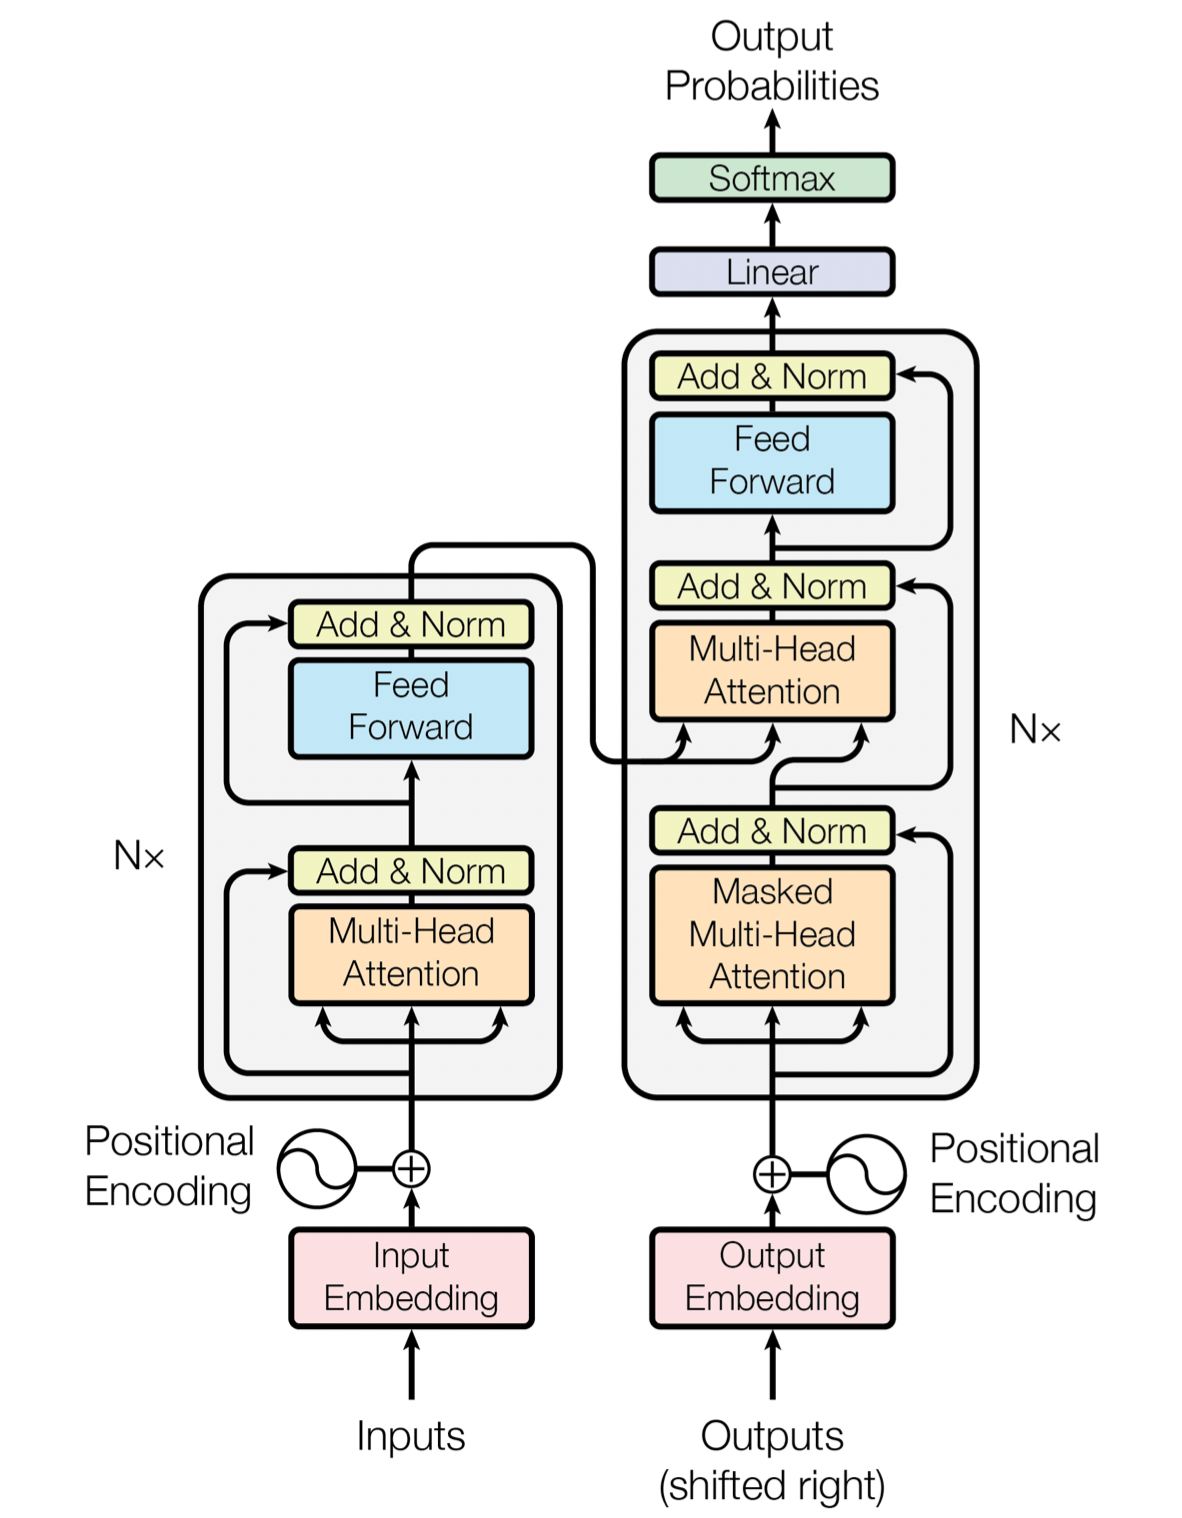 Output
Probabilities
Softmax
Linear
Add & Norm
Feed
Forward
Add & Norm
Multi-Head
Attention
Nx
Add & Norm
Masked
Multi-Head
Attention
Add & Norm
Feed
Forward
Nx
Add & Norm
Multi-Head
Attention
Positional
Encoding
Positional
Encoding
Input
Embedding
Output
Embedding
Inputs
Outputs
(shifted right)